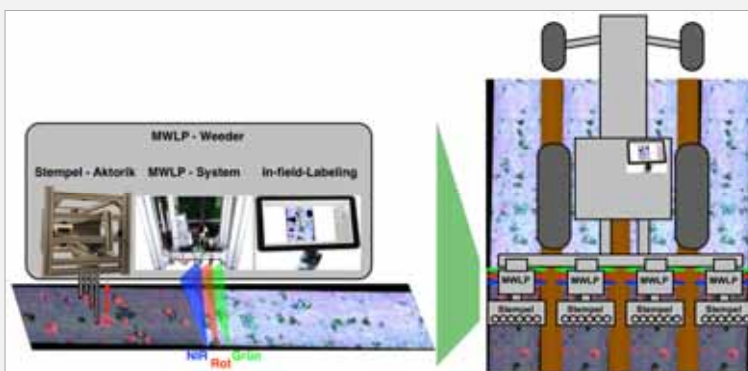 MWLP - Weeder
Stempel - Aktorik MWLP - System In-field-Labeling
NIR Rot Grün
MWLP MWLP MWLP MWLP
Stempel Stempel Stempel Stempel